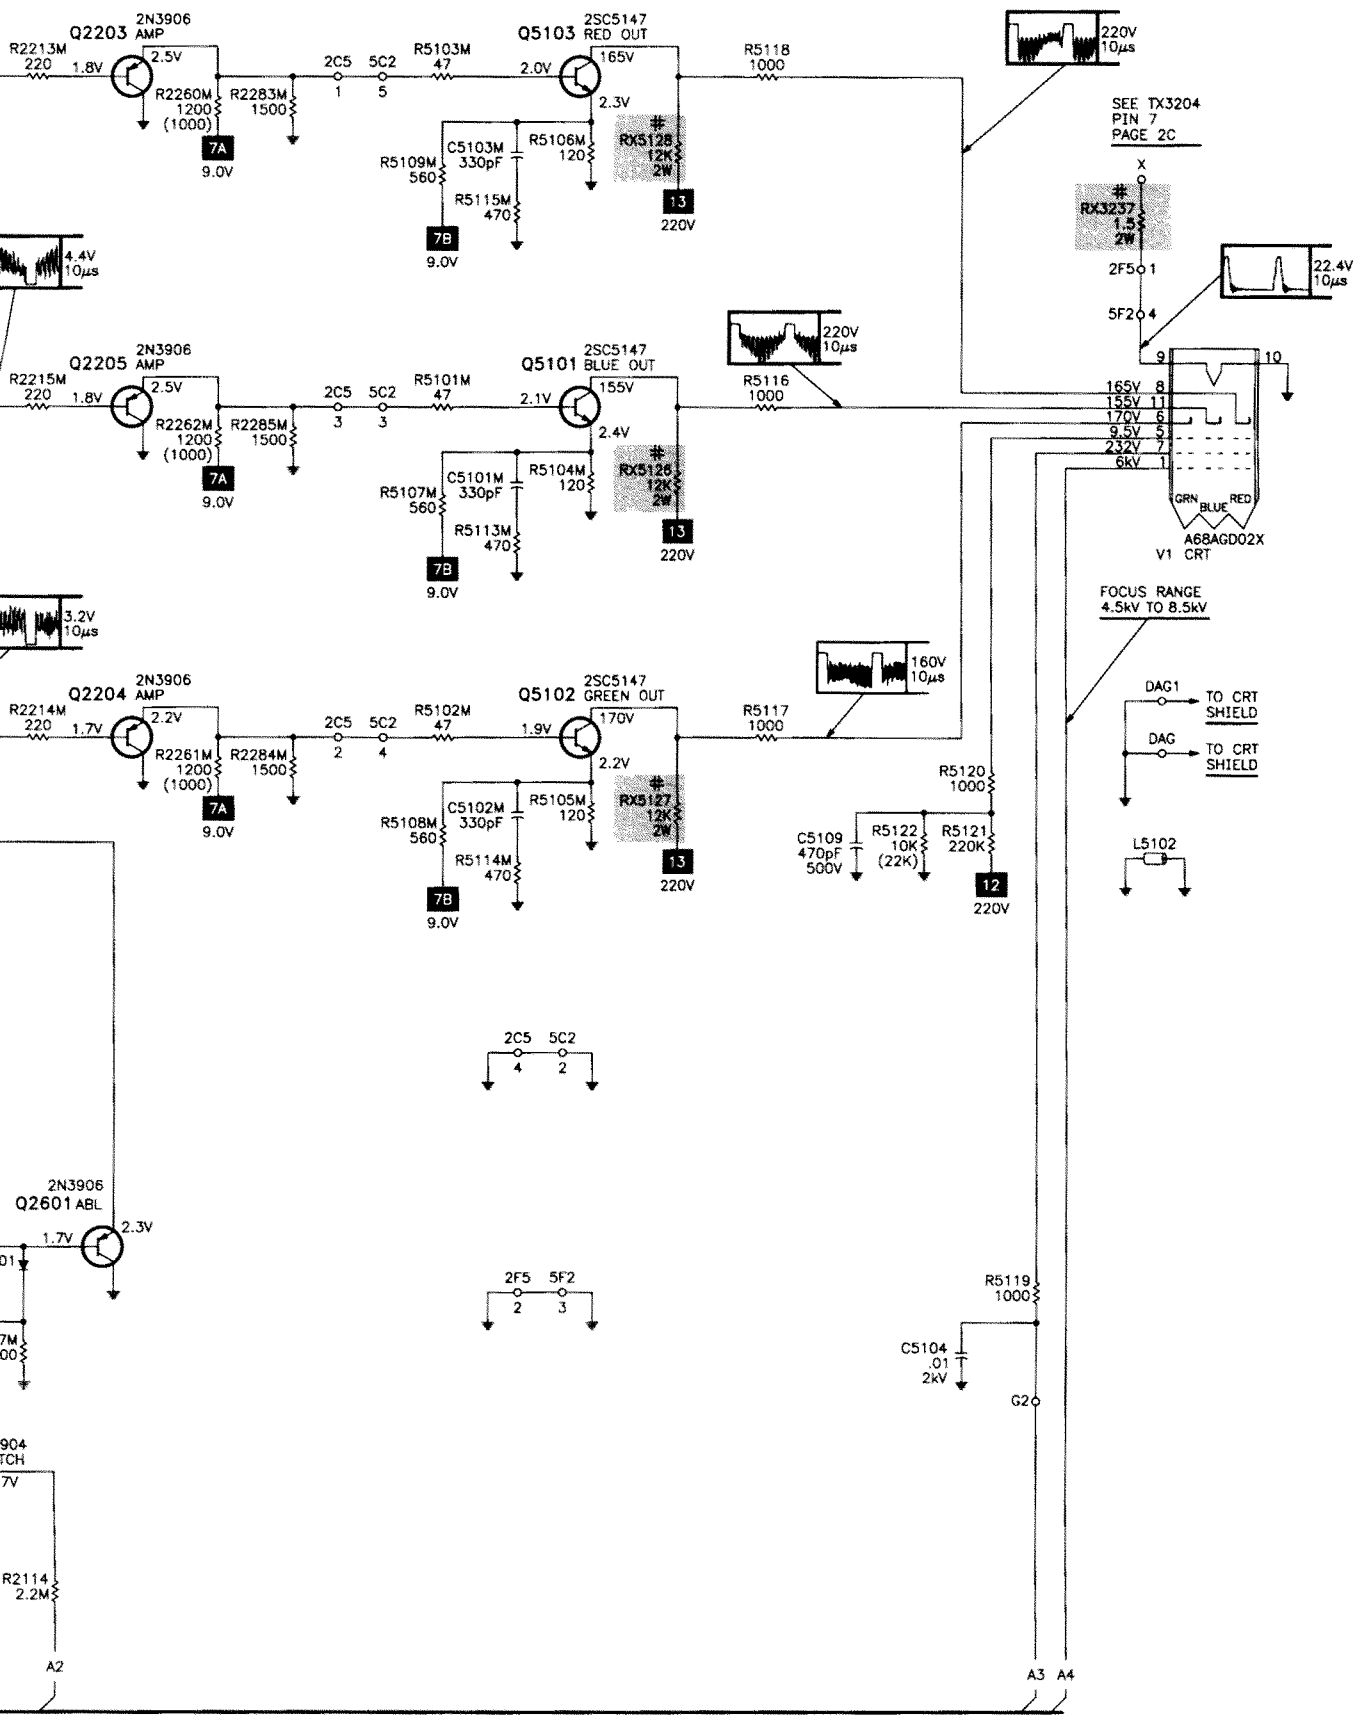 2N3906
Q2203 AMP
R2213M
220
1.8V
2.5V
R2260M
1200
(1000)
7A
9.0V
R2283M
1500
2C5
1
5C2
5
R5103M
47
2SC5147
Q5103 RED OUT
2.0V
165V
2.3V
R5109M
560
7B
9.0V
C5103M
330pF
R5115M
470
R5106M
120
#
RX5128
12K
2W
13
220V
R5118
1000
220V
10µs
SEE TX3204
PIN 7
PAGE 2C
X
#
RX3237
1.5
2W
2F5 1
5F2 4
22.4V
10µs
4.4V
10µs
2N3906
Q2205 AMP
R2215M
220
1.8V
2.5V
R2262M
1200
(1000)
7A
9.0V
R2285M
1500
2C5
3
5C2
3
R5101M
47
2SC5147
Q5101 BLUE OUT
2.1V
155V
2.4V
R5107M
560
7B
9.0V
C5101M
330pF
R5113M
470
R5104M
120
#
RX5126
12K
2W
13
220V
R5116
1000
220V
10µs
9
10
165V 8
155V 11
170V 6
9.5V 5
232V 7
6kV 1
GRN BLUE RED
A68AGD02X
V1 CRT
FOCUS RANGE
4.5kV TO 8.5kV
3.2V
10µs
2N3906
Q2204 AMP
R2214M
220
1.7V
2.2V
R2261M
1200
(1000)
7A
9.0V
R2284M
1500
2C5
2
5C2
4
R5102M
47
2SC5147
Q5102 GREEN OUT
1.9V
170V
2.2V
R5108M
560
7B
9.0V
C5102M
330pF
R5114M
470
R5105M
120
#
RX5127
12K
2W
13
220V
R5117
1000
160V
10µs
R5120
1000
C5109
470pF
500V
R5122
10K
(22K)
R5121
220K
12
220V
DAG1
TO CRT
SHIELD
DAG
TO CRT
SHIELD
L5102
2C5 5C2
4 2
2N3906
Q2601 ABL
1.7V
2.3V
01
7M
00
2F5 5F2
2 3
R5119
1000
C5104
.01
2kV
G2
904
TCH
7V
R2114
2.2M
A2
A3 A4